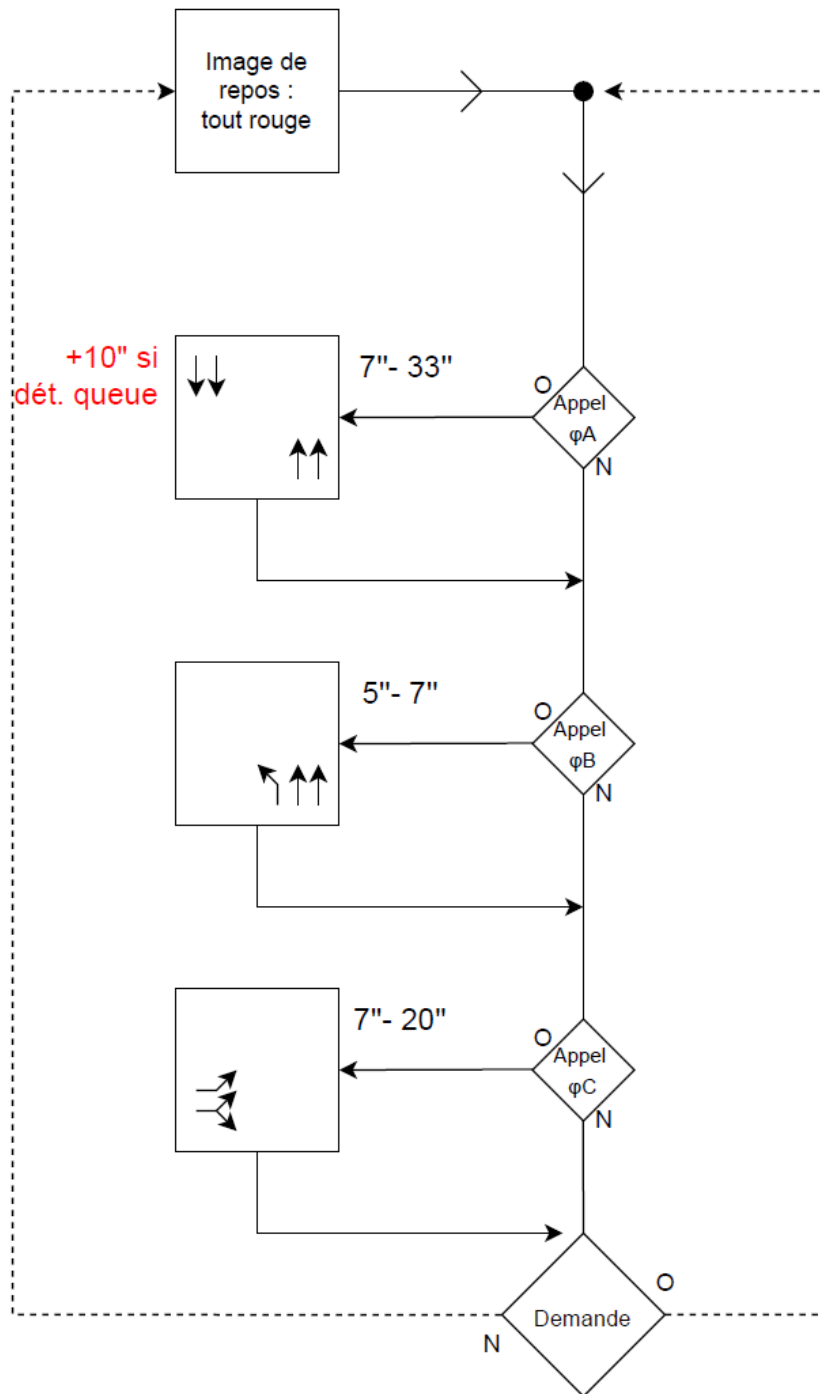 Image de
repos :
tout rouge
+10" si
dét. queue
7"- 33"
O
Appel
φA
N
5"- 7"
O
Appel
φB
N
7"- 20"
O
Appel
φC
N
O
Demande
N